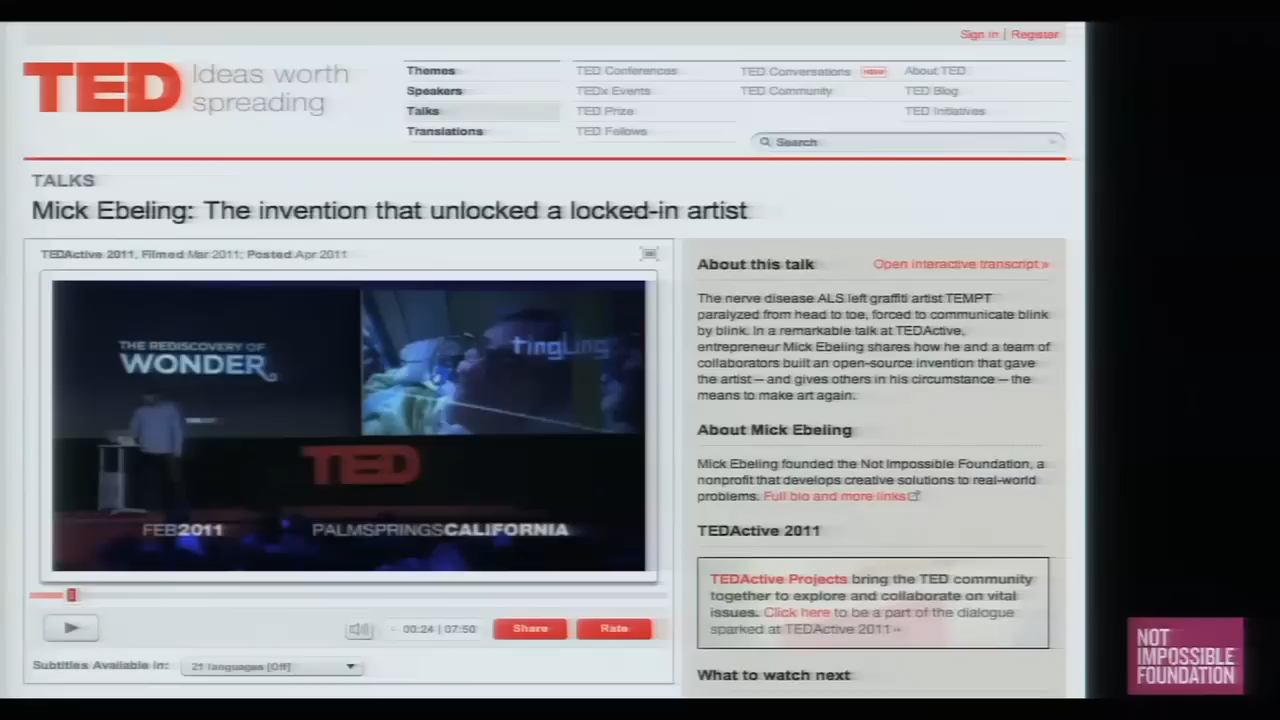 Sign in | Register
TED Ideas worth spreading
Themes
Speakers
Talks
Translations
TED Conferences
TEDx Events
TED Prize
TED Fellows
TED Conversations NEW
TED Community
About TED
TED Blog
TED Initiatives
Search
TALKS
Mick Ebeling: The invention that unlocked a locked-in artist
TEDActive 2011, Filmed Mar 2011; Posted Apr 2011
THE REDISCOVERY OF
WONDER
tingling
TED
FEB2011 PALMSPRINGSCALIFORNIA
00:24 | 07:50
Share
Rate
Subtitles Available in: 21 languages [Off]
About this talk Open interactive transcript »
The nerve disease ALS left graffiti artist TEMPT
paralyzed from head to toe, forced to communicate blink
by blink. In a remarkable talk at TEDActive,
entrepreneur Mick Ebeling shares how he and a team of
collaborators built an open-source invention that gave
the artist — and gives others in his circumstance — the
means to make art again.
About Mick Ebeling
Mick Ebeling founded the Not Impossible Foundation, a
nonprofit that develops creative solutions to real-world
problems. Full bio and more links
TEDActive 2011
TEDActive Projects bring the TED community
together to explore and collaborate on vital
issues. Click here to be a part of the dialogue
sparked at TEDActive 2011 »
What to watch next
NOT
IMPOSSIBLE
FOUNDATION